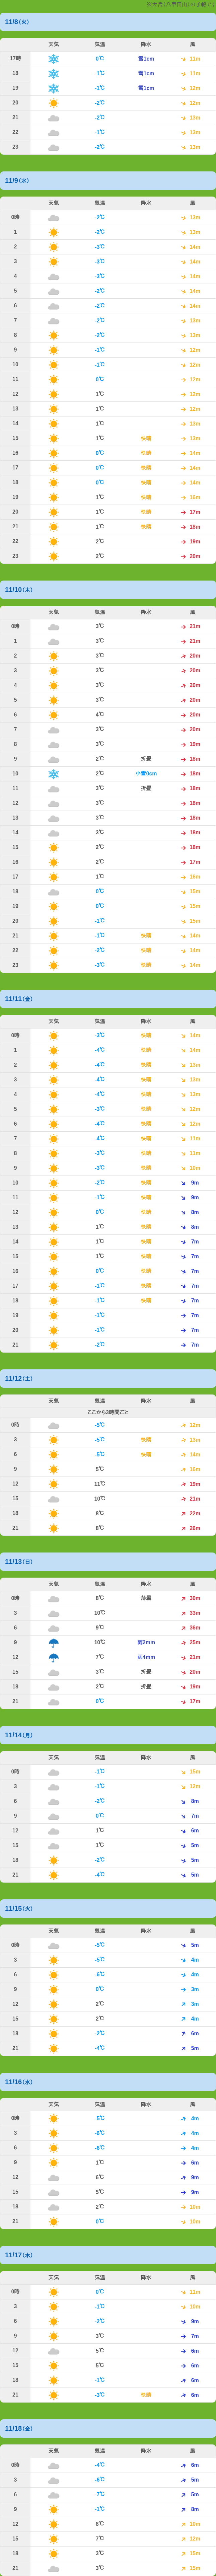 ※大岳(八甲田山)の予報です
11/8(火)
天気 気温 降水 風
17時 0℃ 雪1cm 11m
18 -1℃ 雪1cm 11m
19 -1℃ 雪1cm 12m
20 -2℃ 12m
21 -2℃ 13m
22 -1℃ 13m
23 -2℃ 13m
11/9(水)
天気 気温 降水 風
0時 -2℃ 13m
1 -2℃ 13m
2 -3℃ 14m
3 -3℃ 14m
4 -3℃ 14m
5 -2℃ 14m
6 -2℃ 14m
7 -2℃ 13m
8 -2℃ 13m
9 -1℃ 12m
10 -1℃ 12m
11 0℃ 12m
12 1℃ 12m
13 1℃ 12m
14 1℃ 13m
15 1℃ 快晴 13m
16 0℃ 快晴 14m
17 0℃ 快晴 14m
18 0℃ 快晴 14m
19 1℃ 快晴 16m
20 1℃ 快晴 17m
21 1℃ 快晴 18m
22 2℃ 19m
23 2℃ 20m
11/10(木)
天気 気温 降水 風
0時 3℃ 21m
1 3℃ 21m
2 3℃ 20m
3 3℃ 20m
4 3℃ 20m
5 3℃ 20m
6 4℃ 20m
7 3℃ 20m
8 3℃ 19m
9 2℃ 折曇 18m
10 2℃ 小雪0cm 18m
11 3℃ 折曇 18m
12 3℃ 18m
13 3℃ 18m
14 3℃ 18m
15 2℃ 18m
16 2℃ 17m
17 1℃ 16m
18 0℃ 15m
19 0℃ 15m
20 -1℃ 15m
21 -1℃ 快晴 14m
22 -2℃ 快晴 14m
23 -3℃ 快晴 14m
11/11(金)
天気 気温 降水 風
0時 -3℃ 快晴 14m
1 -4℃ 快晴 14m
2 -4℃ 快晴 13m
3 -4℃ 快晴 13m
4 -4℃ 快晴 13m
5 -3℃ 快晴 12m
6 -4℃ 快晴 12m
7 -4℃ 快晴 11m
8 -3℃ 快晴 11m
9 -3℃ 快晴 10m
10 -2℃ 快晴 9m
11 -1℃ 快晴 9m
12 0℃ 快晴 8m
13 1℃ 快晴 8m
14 1℃ 快晴 7m
15 1℃ 快晴 7m
16 0℃ 快晴 7m
17 -1℃ 快晴 7m
18 -1℃ 快晴 7m
19 -1℃ 7m
20 -1℃ 7m
21 -2℃ 7m
11/12(土)
天気 気温 降水 風
ここから3時間ごと
0時 -5℃ 12m
3 -5℃ 快晴 13m
6 -5℃ 快晴 14m
9 5℃ 16m
12 11℃ 19m
15 10℃ 21m
18 8℃ 22m
21 8℃ 26m
11/13(日)
天気 気温 降水 風
0時 8℃ 薄曇 30m
3 10℃ 33m
6 9℃ 36m
9 10℃ 雨2mm 25m
12 7℃ 雨4mm 21m
15 3℃ 折曇 20m
18 2℃ 折曇 19m
21 0℃ 17m
11/14(月)
天気 気温 降水 風
0時 -1℃ 15m
3 -1℃ 12m
6 -2℃ 8m
9 0℃ 7m
12 1℃ 6m
15 1℃ 5m
18 -2℃ 5m
21 -4℃ 5m
11/15(火)
天気 気温 降水 風
0時 -5℃ 5m
3 -5℃ 4m
6 -6℃ 4m
9 0℃ 3m
12 2℃ 3m
15 2℃ 4m
18 -2℃ 6m
21 -4℃ 5m
11/16(水)
天気 気温 降水 風
0時 -5℃ 4m
3 -6℃ 4m
6 -6℃ 4m
9 1℃ 6m
12 6℃ 9m
15 5℃ 9m
18 2℃ 10m
21 0℃ 10m
11/17(木)
天気 気温 降水 風
0時 0℃ 11m
3 -1℃ 10m
6 -2℃ 9m
9 3℃ 7m
12 5℃ 6m
15 5℃ 6m
18 -1℃ 6m
21 -3℃ 快晴 6m
11/18(金)
天気 気温 降水 風
0時 -4℃ 6m
3 -6℃ 5m
6 -7℃ 5m
9 -1℃ 8m
12 8℃ 10m
15 7℃ 12m
18 3℃ 15m
21 3℃ 15m